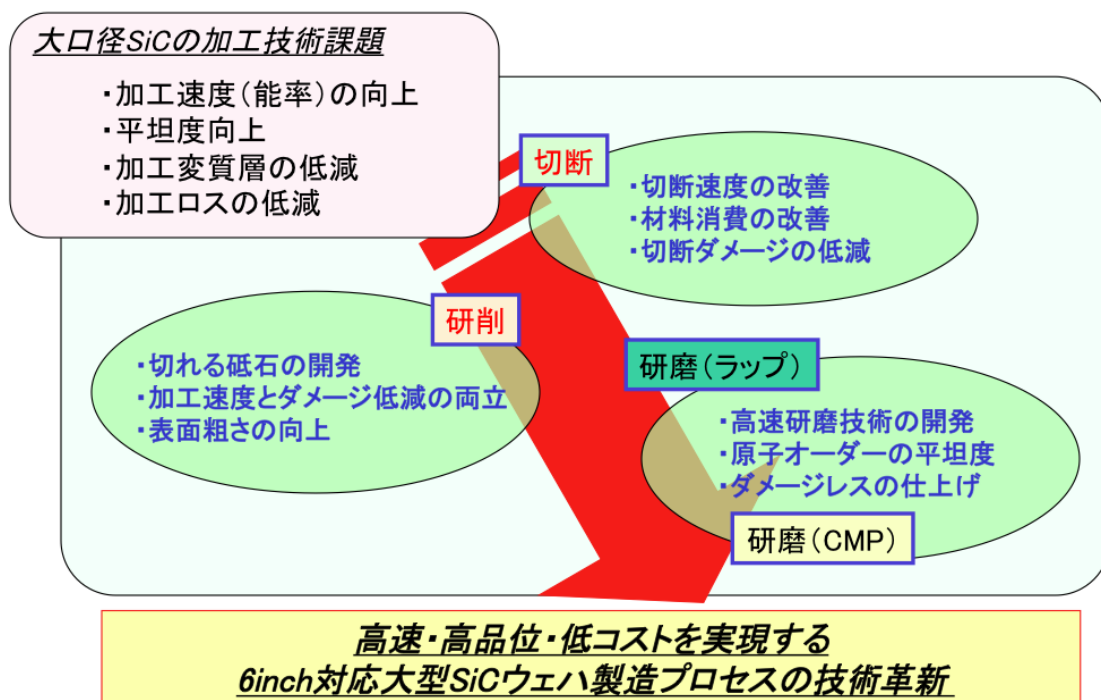 大口径SiCの加工技術課題
・加工速度（能率）の向上
・平坦度向上
・加工変質層の低減
・加工ロスの低減
切断
・切断速度の改善
・材料消費の改善
・切断ダメージの低減
研削
・切れる砥石の開発
・加工速度とダメージ低減の両立
・表面粗さの向上
研磨（ラップ）
・高速研磨技術の開発
・原子オーダーの平坦度
・ダメージレスの仕上げ
研磨（CMP）
高速・高品位・低コストを実現する
6inch対応大型SiCウェハ製造プロセスの技術革新